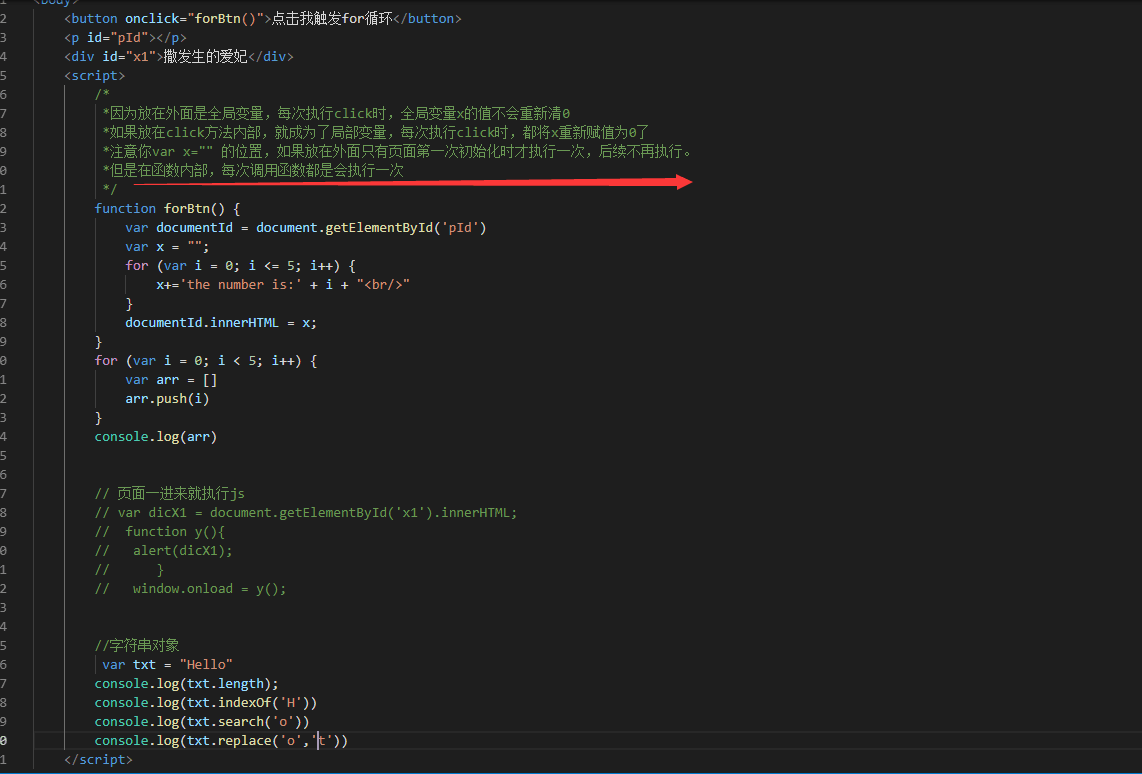 <body>
2 <button onclick="forBtn()">点击我触发for循环</button>
3 <p id="pId"></p>
4 <div id="x1">撒发生的爱妃</div>
5 <script>
6 /*
7 *因为放在外面是全局变量，每次执行click时，全局变量x的值不会重新清0
8 *如果放在click方法内部，就成为了局部变量，每次执行click时，都将x重新赋值为0了
9 *注意你var x="" 的位置，如果放在外面只有页面第一次初始化时才执行一次，后续不再执行。
0 *但是在函数内部，每次调用函数都是会执行一次
1 */
2 function forBtn() {
3 var documentId = document.getElementById('pId')
4 var x = "";
5 for (var i = 0; i <= 5; i++) {
6 x+='the number is:' + i + "<br/>"
7 }
8 documentId.innerHTML = x;
9 }
0 for (var i = 0; i < 5; i++) {
1 var arr = []
2 arr.push(i)
3 }
4 console.log(arr)
5
6
7 // 页面一进来就执行js
8 // var dicX1 = document.getElementById('x1').innerHTML;
9 // function y(){
0 // alert(dicX1);
1 // }
2 // window.onload = y();
3
4
5 //字符串对象
6 var txt = "Hello"
7 console.log(txt.length);
8 console.log(txt.indexOf('H'))
9 console.log(txt.search('o'))
0 console.log(txt.replace('o','t'))
1 </script>